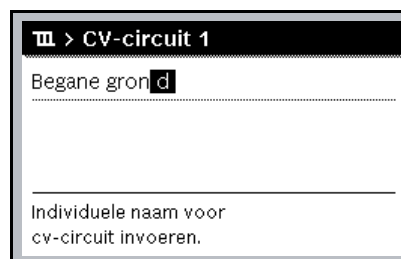 > CV-circuit 1
Begane grond
Individuele naam voor
cv-circuit invoeren.